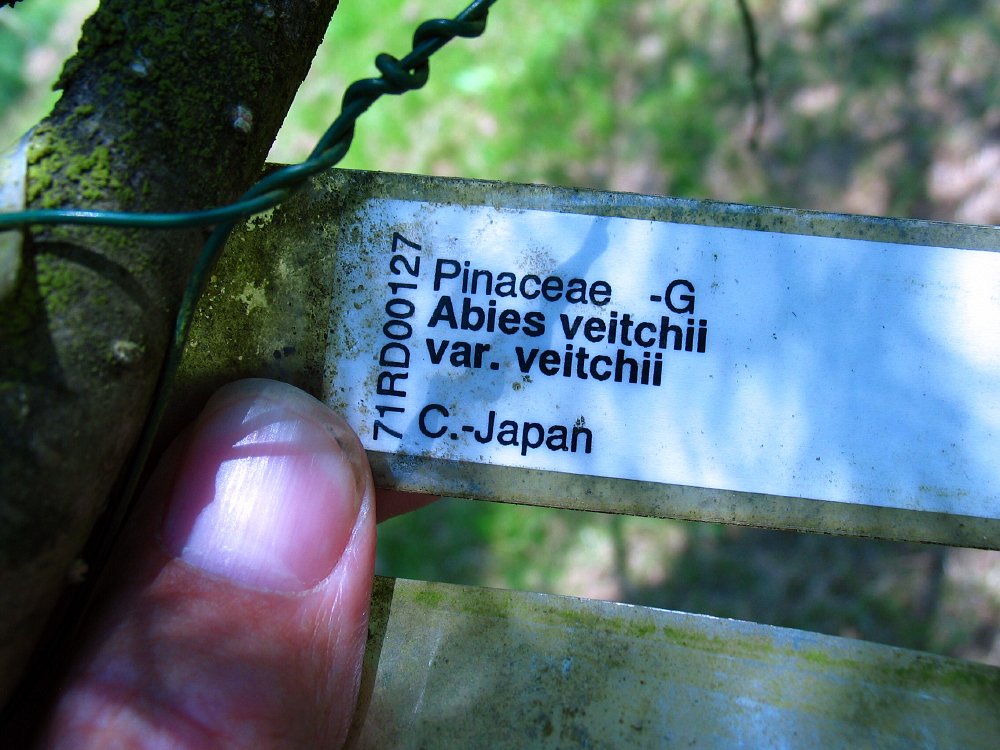 71RD00127
Pinaceae -G
Abies veitchii
var. veitchii
C.-Japan